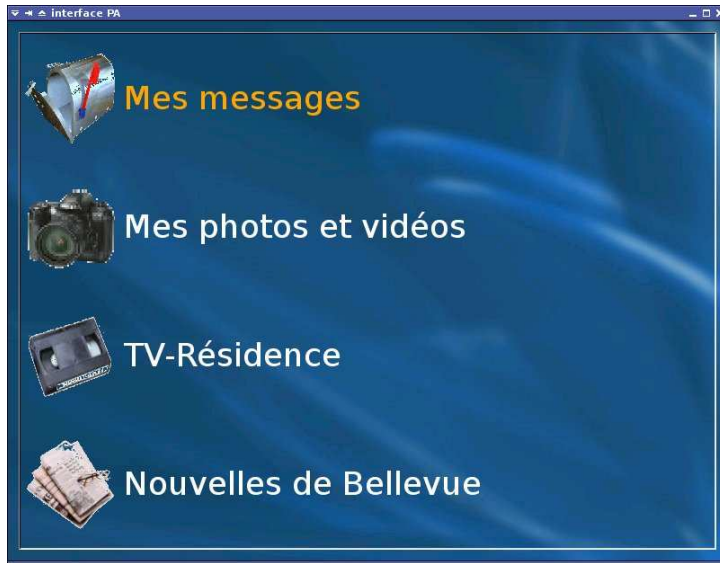 interface PA
Mes messages
Mes photos et vidéos
TV-Résidence
Nouvelles de Bellevue